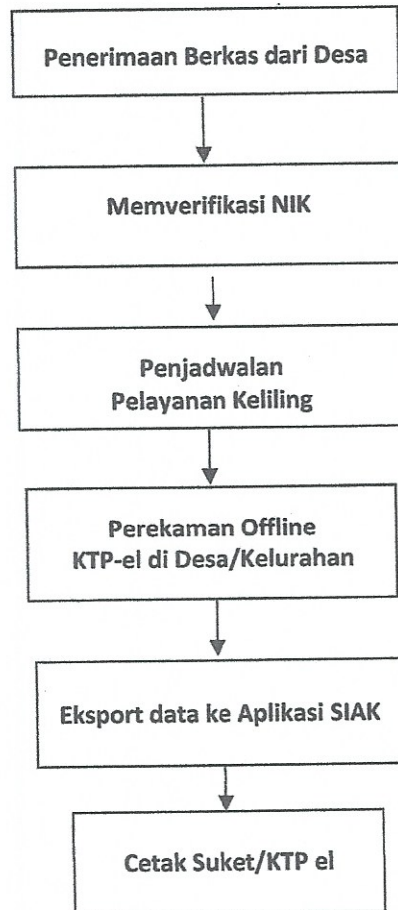 Penerimaan Berkas dari Desa
Memverifikasi NIK
Penjadwalan
Pelayanan Keliling
Perekaman Offline
KTP-el di Desa/Kelurahan
Eksport data ke Aplikasi SIAK
Cetak Suket/KTP el